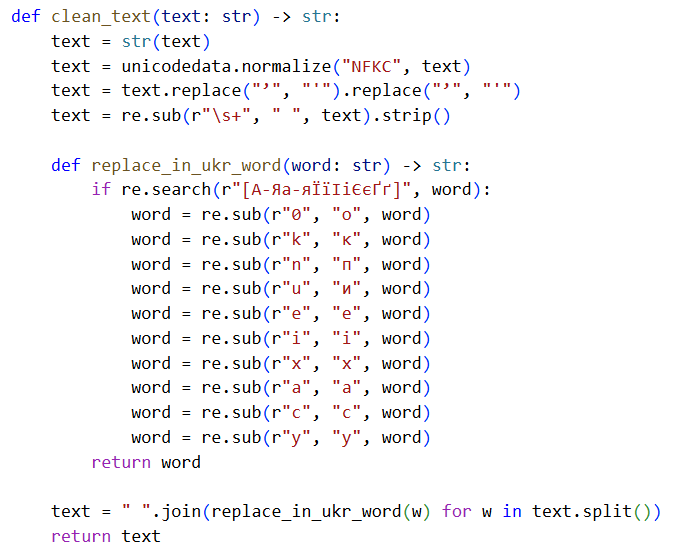 def clean_text(text: str) -> str:
    text = str(text)
    text = unicodedata.normalize("NFKC", text)
    text = text.replace("’", "'").replace("ʼ", "'")
    text = re.sub(r"\s+", " ", text).strip()

    def replace_in_ukr_word(word: str) -> str:
        if re.search(r"[А-Яа-яЇїІіЄєҐґ]", word):
            word = re.sub(r"0", "о", word)
            word = re.sub(r"k", "к", word)
            word = re.sub(r"n", "п", word)
            word = re.sub(r"u", "и", word)
            word = re.sub(r"e", "е", word)
            word = re.sub(r"i", "і", word)
            word = re.sub(r"x", "х", word)
            word = re.sub(r"a", "а", word)
            word = re.sub(r"c", "с", word)
            word = re.sub(r"y", "у", word)
        return word

    text = " ".join(replace_in_ukr_word(w) for w in text.split())
    return text